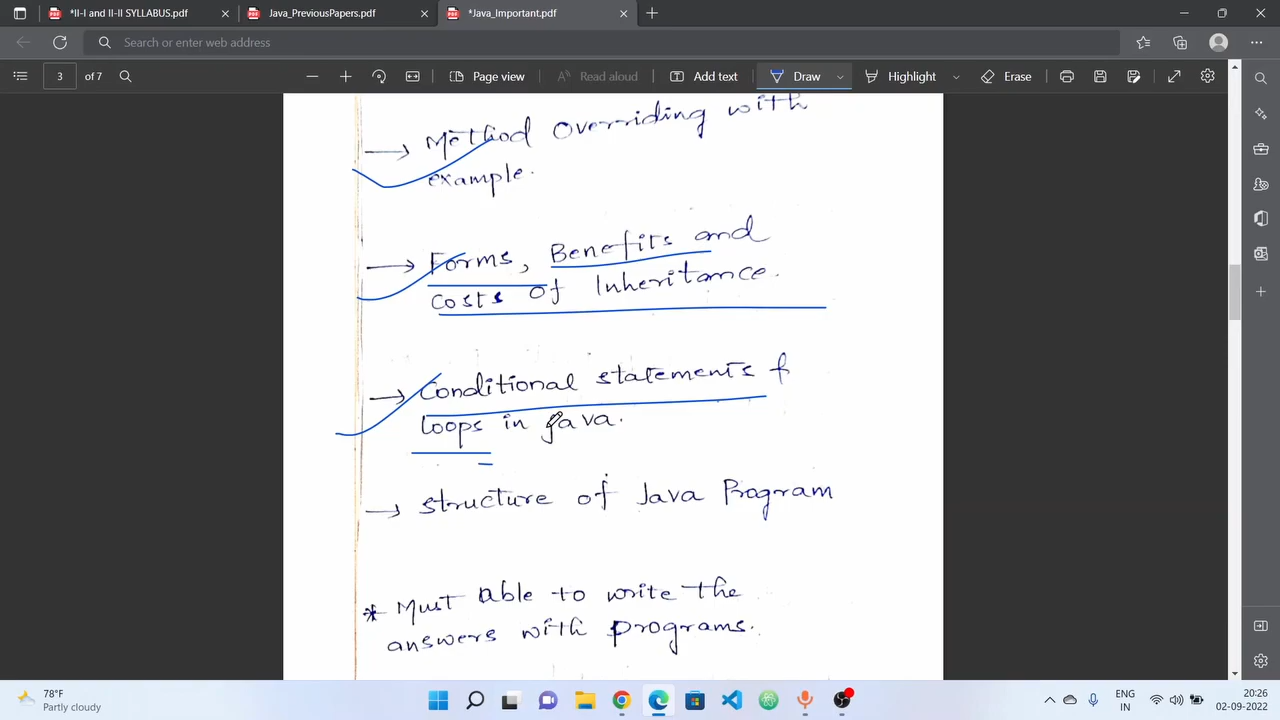 *II-I and II-II SYLLABUS.pdf
Java_PreviousPapers.pdf
*Java_Important.pdf
Search or enter web address
3 of 7
Page view
Read aloud
Add text
Draw
Highlight
Erase
→ Method Overriding with
example.
→ Forms, Benefits and
Costs of Inheritance.
→ Conditional statements &
loops in Java.
→ structure of Java Program
* Must able to write the
answers with programs.
78°F
Partly cloudy
ENG
IN
20:26
02-09-2022